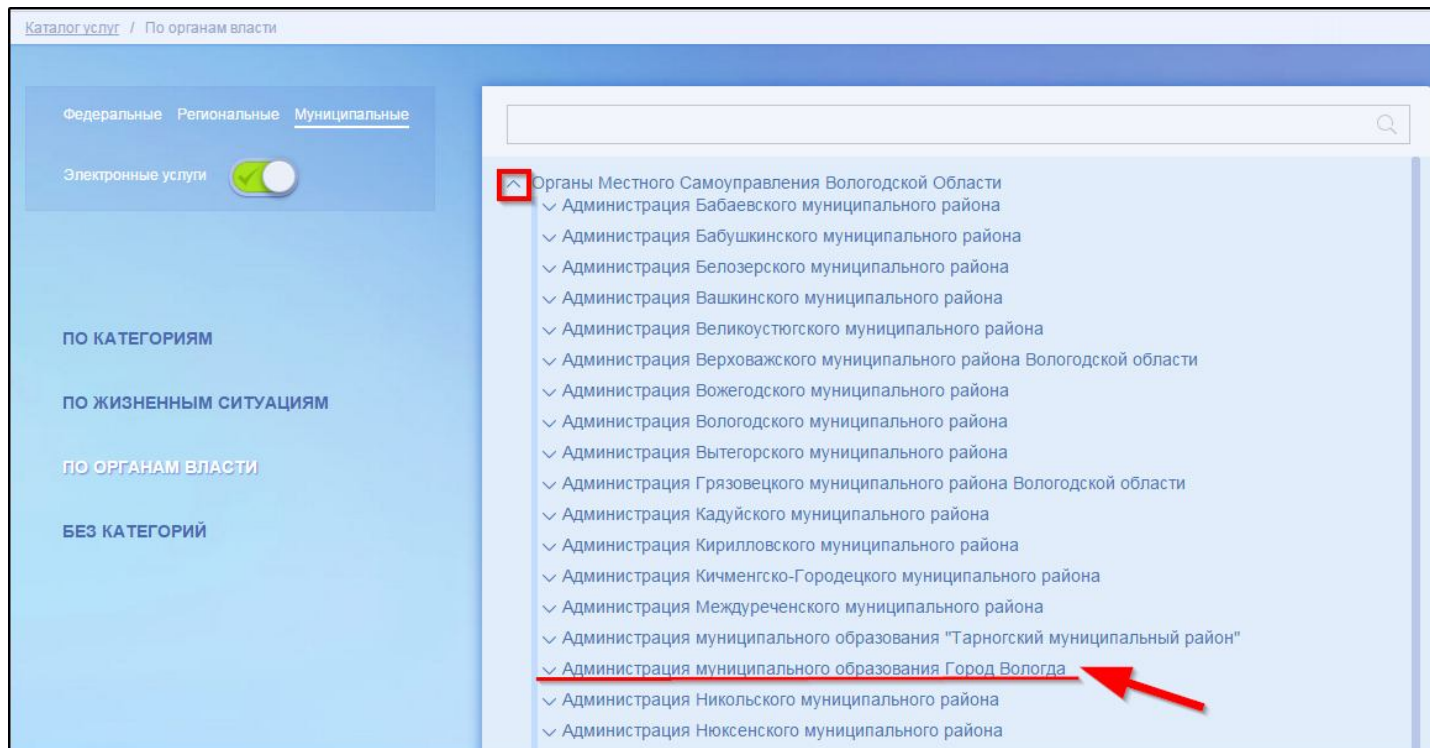 Каталог услуг / По органам власти
Федеральные Региональные Муниципальные
Электронные услуги
ПО КАТЕГОРИЯМ
ПО ЖИЗНЕННЫМ СИТУАЦИЯМ
ПО ОРГАНАМ ВЛАСТИ
БЕЗ КАТЕГОРИЙ
Органы Местного Самоуправления Вологодской Области
Администрация Бабаевского муниципального района
Администрация Бабушкинского муниципального района
Администрация Белозерского муниципального района
Администрация Вашкинского муниципального района
Администрация Великоустюгского муниципального района
Администрация Верховажского муниципального района Вологодской области
Администрация Вожегодского муниципального района
Администрация Вологодского муниципального района
Администрация Вытегорского муниципального района
Администрация Грязовецкого муниципального района Вологодской области
Администрация Кадуйского муниципального района
Администрация Кирилловского муниципального района
Администрация Кичменгско-Городецкого муниципального района
Администрация Междуреченского муниципального района
Администрация муниципального образования "Тарногский муниципальный район"
Администрация муниципального образования Город Вологда
Администрация Никольского муниципального района
Администрация Нюксенского муниципального района